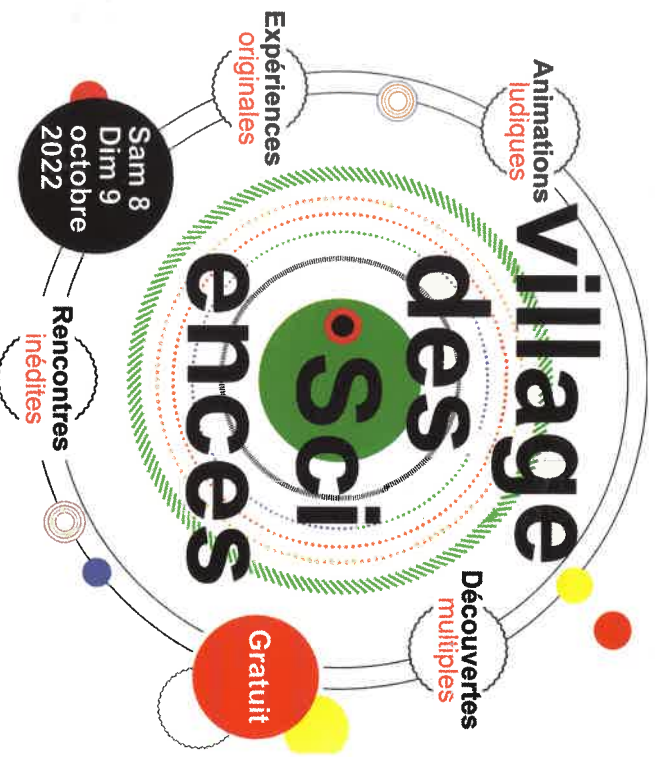 Animations
ludiques
village
des
sci
ences
Découvertes
multiples
Expériences
originales
Sam 8
Dim 9
octobre
2022
Rencontres
inédites
Gratuit